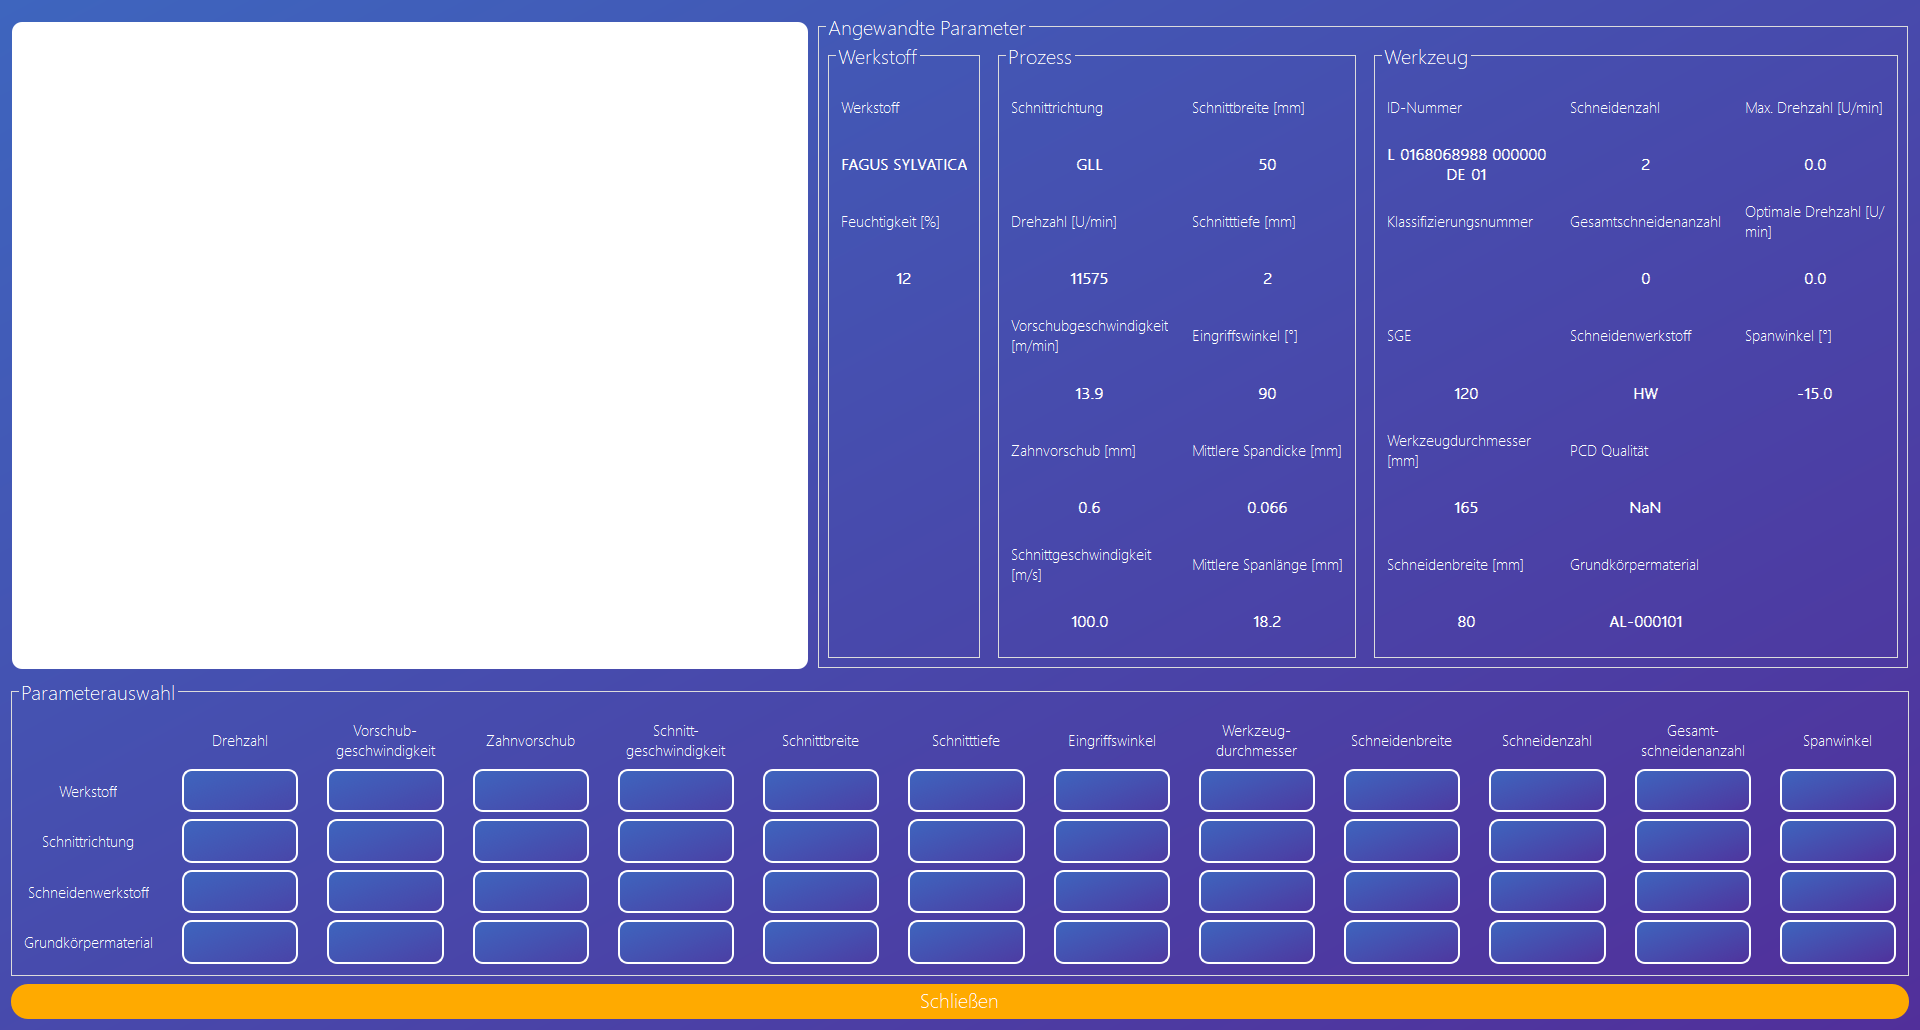 Angewandte Parameter
Werkstoff
Werkstoff
FAGUS SYLVATICA
Feuchtigkeit [%]
12
Prozess
Schnittrichtung
Schnittbreite [mm]
GLL
50
Drehzahl [U/min]
Schnitttiefe [mm]
11575
2
Vorschubgeschwindigkeit
[m/min]
Eingriffswinkel [°]
13.9
90
Zahnvorschub [mm]
Mittlere Spandicke [mm]
0.6
0.066
Schnittgeschwindigkeit
[m/s]
Mittlere Spanlänge [mm]
100.0
18.2
Werkzeug
ID-Nummer
Schneidenzahl
Max. Drehzahl [U/min]
L 0168068988 000000
DE 01
2
0.0
Klassifizierungsnummer
Gesamtschneidenanzahl
Optimale Drehzahl [U/
min]
0
0.0
SGE
Schneidenwerkstoff
Spanwinkel [°]
120
HW
-15.0
Werkzeugdurchmesser
[mm]
PCD Qualität
165
NaN
Schneidenbreite [mm]
Grundkörpermaterial
80
AL-000101
Parameterauswahl
Drehzahl
Vorschub-
geschwindigkeit
Zahnvorschub
Schnitt-
geschwindigkeit
Schnittbreite
Schnitttiefe
Eingriffswinkel
Werkzeug-
durchmesser
Schneidenbreite
Schneidenzahl
Gesamt-
schneidenanzahl
Spanwinkel
Werkstoff
Schnittrichtung
Schneidenwerkstoff
Grundkörpermaterial
Schließen